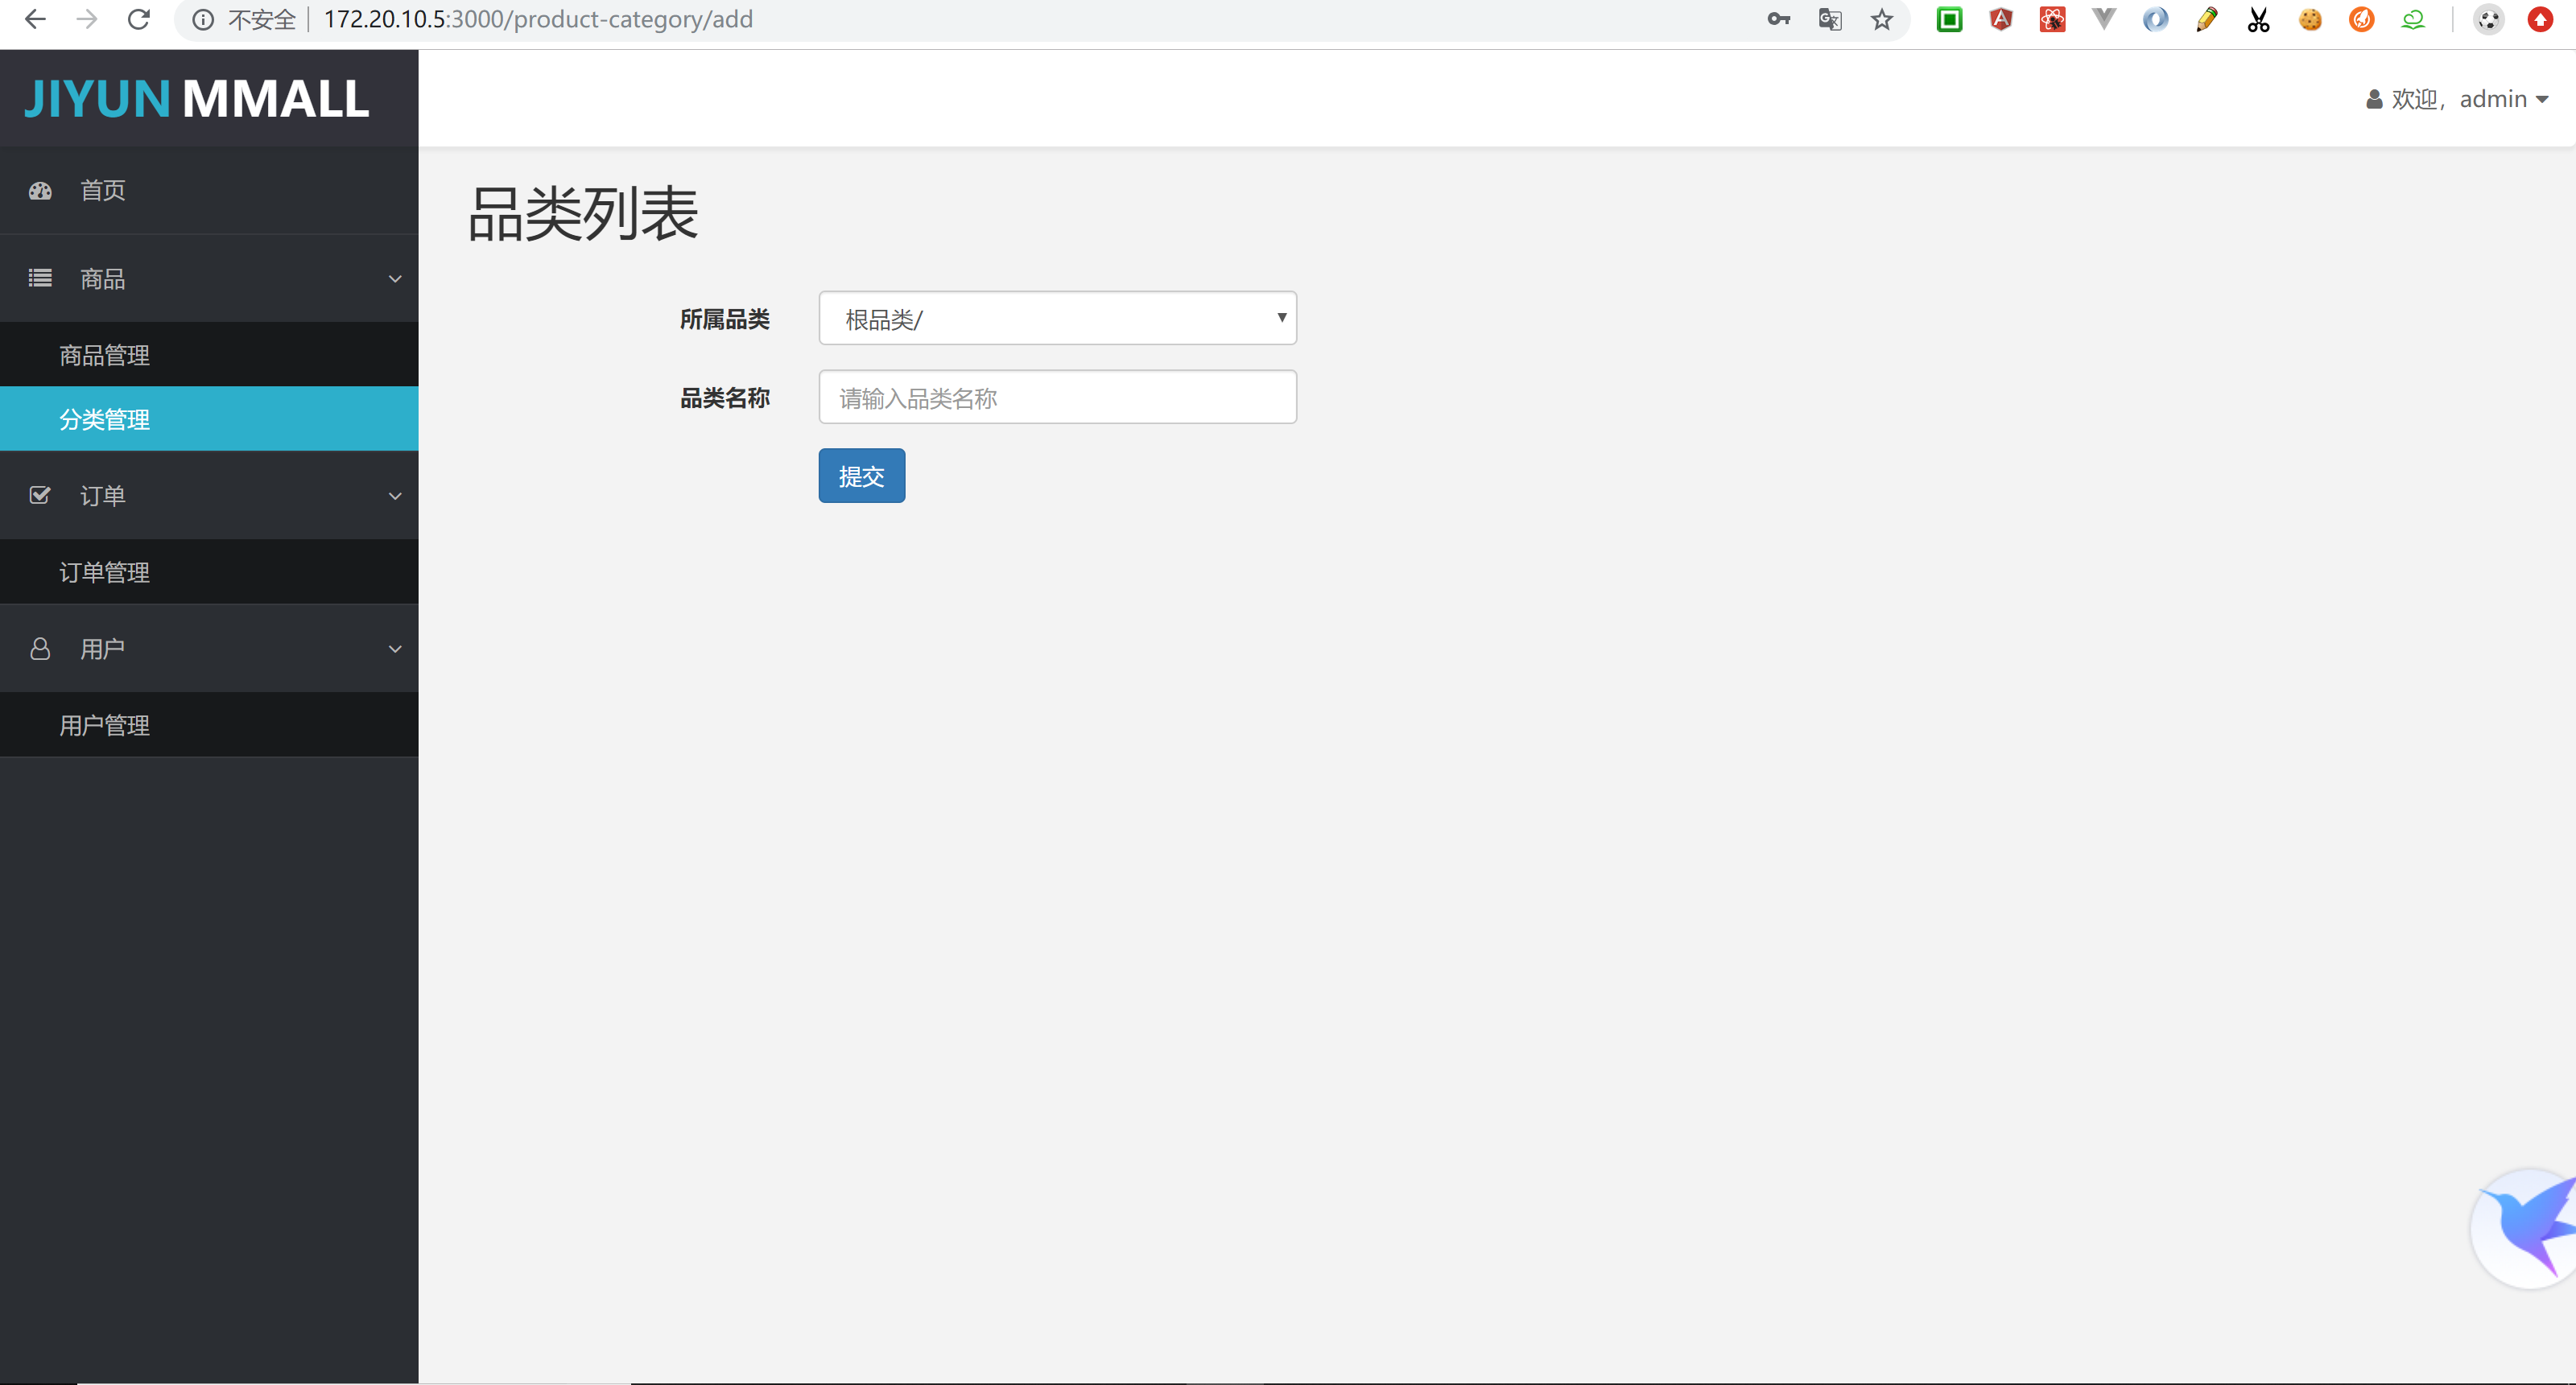 不安全 172.20.10.5:3000/product-category/add
JIYUN MMALL
欢迎，admin
首页
商品
商品管理
分类管理
订单
订单管理
用户
用户管理
品类列表
所属品类 根品类/
品类名称 请输入品类名称
提交